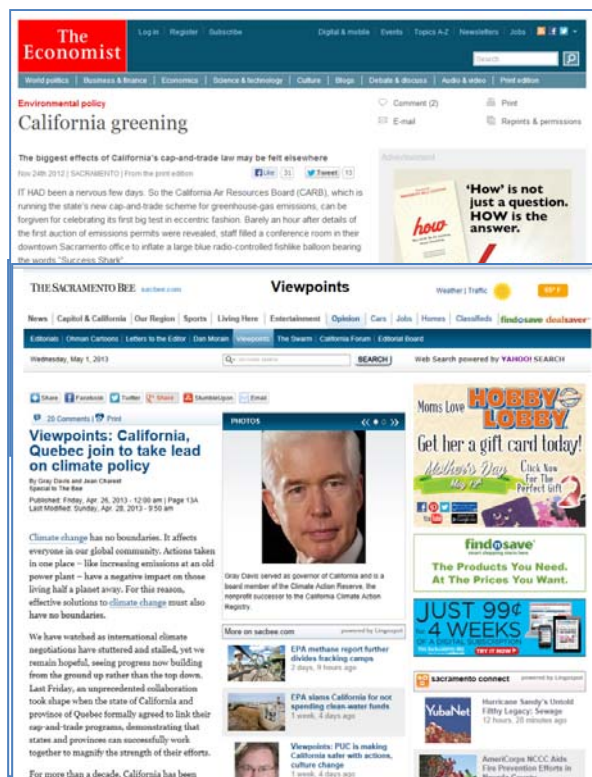 The
Economist
Log in Register Subscribe
Digital & mobile Events Topics A-Z Newsletters Jobs
Search
World politics Business & finance Economics Science & technology Culture Blogs Debate & discuss Audio & video Print edition
Environmental policy
California greening
Comment (2) Print
E-mail Reprints & permissions
The biggest effects of California's cap-and-trade law may be felt elsewhere
Nov 24th 2012 | SACRAMENTO | From the print edition
Like 31 Tweet 13
IT HAD been a nervous few days. So the California Air Resources Board (CARB), which is
running the state's new cap-and-trade scheme for greenhouse-gas emissions, can be
forgiven for celebrating its first big test in eccentric fashion. Barely an hour after details of
the first auction of emissions permits were revealed, staff filled a conference room in their
downtown Sacramento office to inflate a large blue radio-controlled fishlike balloon bearing
the words "Success Shark".
Advertisement
how
'How' is not
just a question.
HOW is the
answer.
THE SACRAMENTO BEE sacbee.com
Viewpoints
Weather | Traffic
News Capitol & California Our Region Sports Living Here Entertainment Opinion Cars Jobs Homes Classifieds findnsave dealsaver
Editorials Ohman Cartoons Letters to the Editor Dan Morain Viewpoints The Swarm California Forum Editorial Board
Wednesday, May 1, 2013
SEARCH
Web Search powered by YAHOO! SEARCH
Share Facebook Twitter Share StumbleUpon Email
20 Comments | Print
Viewpoints: California,
Quebec join to take lead
on climate policy
By Gray Davis and Jean Charest
Special to The Bee
Published: Friday, Apr. 26, 2013 - 12:00 am | Page 13A
Last Modified: Sunday, Apr. 28, 2013 - 9:50 am
Climate change has no boundaries. It affects
everyone in our global community. Actions taken
in one place – like increasing emissions at an old
power plant – have a negative impact on those
living half a planet away. For this reason,
effective solutions to climate change must also
have no boundaries.
We have watched as international climate
negotiations have stuttered and stalled, yet we
remain hopeful, seeing progress now building
from the ground up rather than the top down.
Last Friday, an unprecedented collaboration
took shape when the state of California and
province of Quebec formally agreed to link their
cap-and-trade programs, demonstrating that
states and provinces can successfully work
together to magnify the strength of their efforts.
For more than a decade, California has been
PHOTOS
Gray Davis served as governor of California and is a
board member of the Climate Action Reserve, the
nonprofit successor to the California Climate Action
Registry.
More on sacbee.com powered by Lingospot
EPA methane report further
divides fracking camps
2 days, 9 hours ago
EPA slams California for not
spending clean-water funds
1 week, 4 days ago
Viewpoints: PUC is making
California safer with actions,
culture change
1 week, 4 days ago
Moms Love HOBBY
LOBBY
Get her a gift card today!
Mother's Day
May 12th
Click Now
For The
Perfect Gift
findnsave
The Products You Need.
At The Prices You Want.
JUST 99¢
4 WEEKS
OF A DIGITAL SUBSCRIPTION
TRY IT NOW
sacramento connect powered by Lingospot
YubaNet
Hurricane Sandy's Untold
Filthy Legacy: Sewage
12 hours, 20 minutes ago
AmeriCorps NCCC Aids
Fire Prevention Efforts in